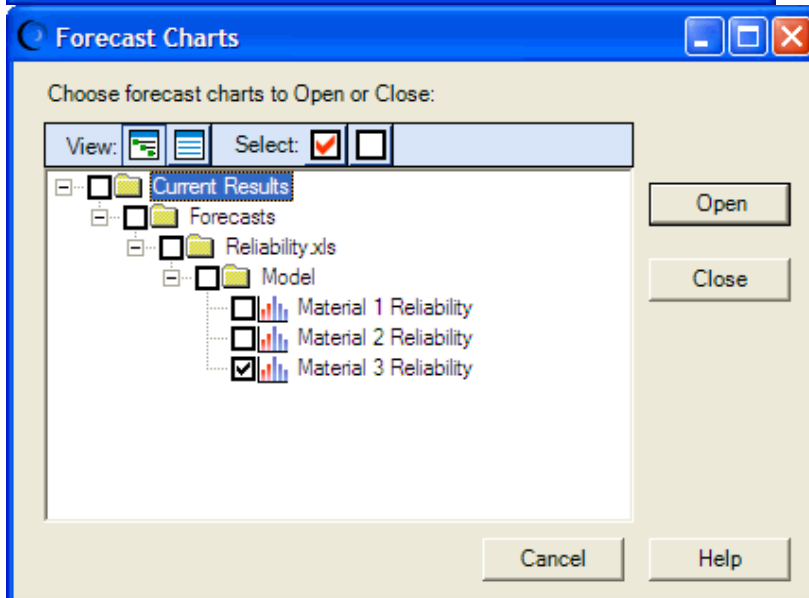 Forecast Charts
Choose forecast charts to Open or Close:
View: Select:
Current Results
Forecasts
Reliability.xls
Model
Material 1 Reliability
Material 2 Reliability
Material 3 Reliability
Open
Close
Cancel Help